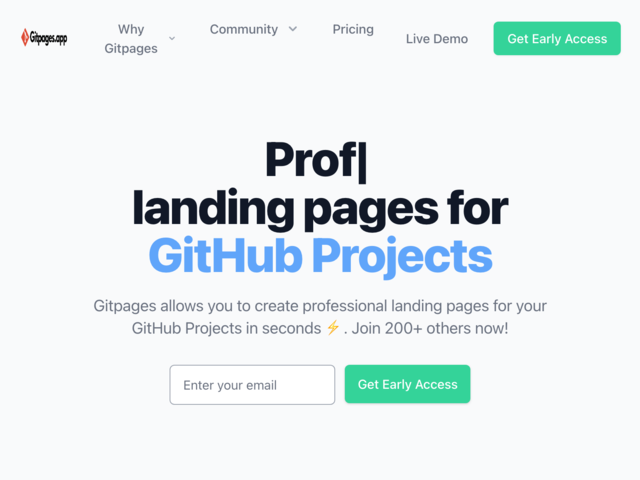 Gitpages.app
Why
Gitpages
Community
Pricing
Live Demo
Get Early Access
Prof|
landing pages for
GitHub Projects
Gitpages allows you to create professional landing pages for your
GitHub Projects in seconds ⚡ . Join 200+ others now!
Enter your email
Get Early Access